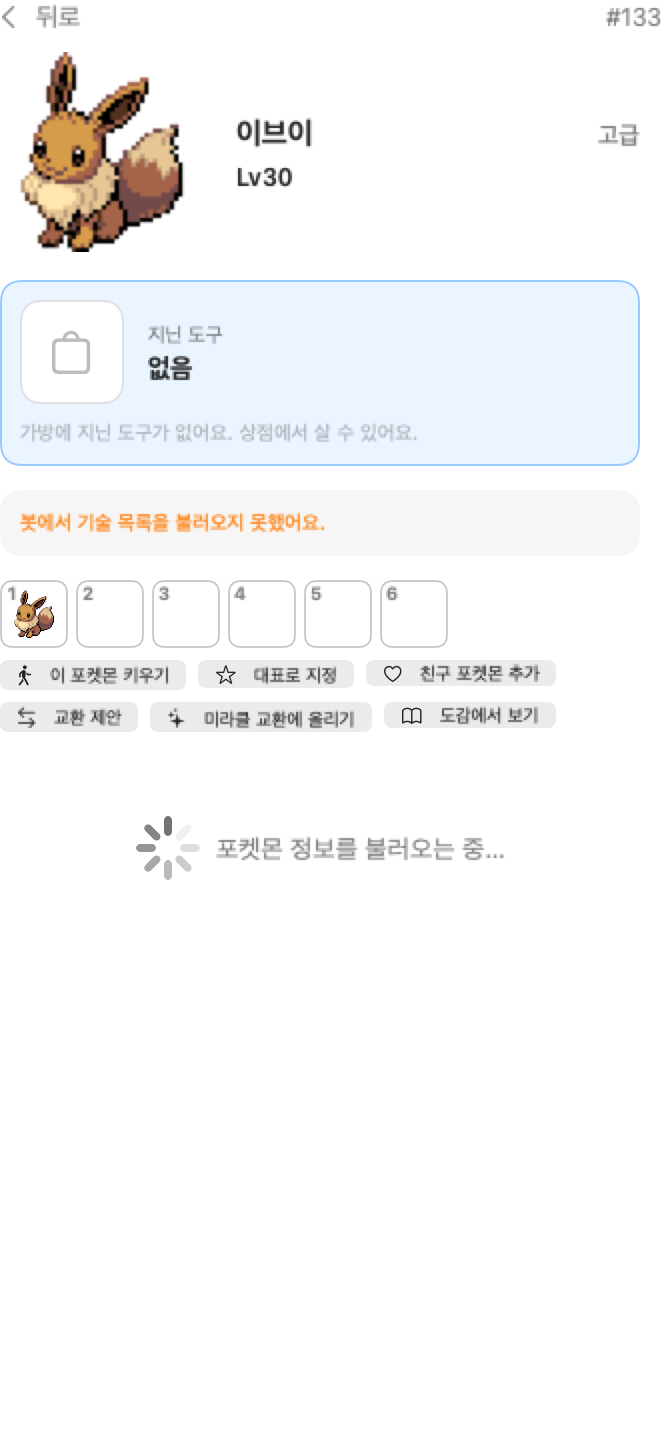 뒤로
#133
이브이
고급
Lv30
지닌 도구
없음
가방에 지닌 도구가 없어요. 상점에서 살 수 있어요.
봇에서 기술 목록을 불러오지 못했어요.
1 2 3 4 5 6
이 포켓몬 키우기 대표로 지정 친구 포켓몬 추가
교환 제안 미라클 교환에 올리기 도감에서 보기
포켓몬 정보를 불러오는 중...